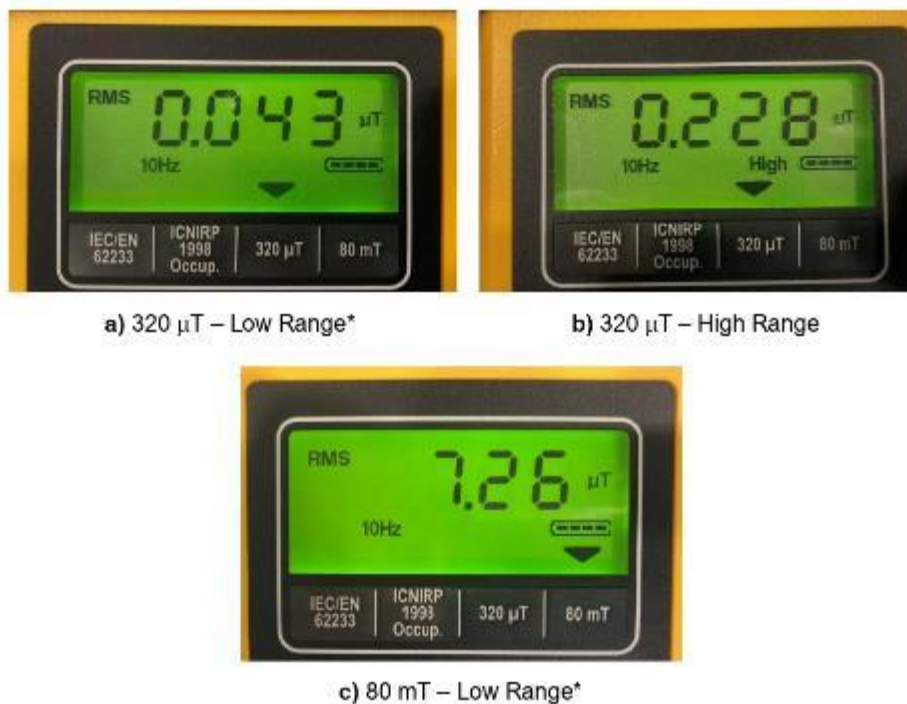 RMS 0.043 µT
10Hz
IEC/EN 62233
ICNIRP 1998 Occup.
320 µT
80 mT
a) 320 µT – Low Range*
RMS 0.228 µT
10Hz High
IEC/EN 62233
ICNIRP 1998 Occup.
320 µT
80 mT
b) 320 µT – High Range
RMS 7.26 µT
10Hz
IEC/EN 62233
ICNIRP 1998 Occup.
320 µT
80 mT
c) 80 mT – Low Range*